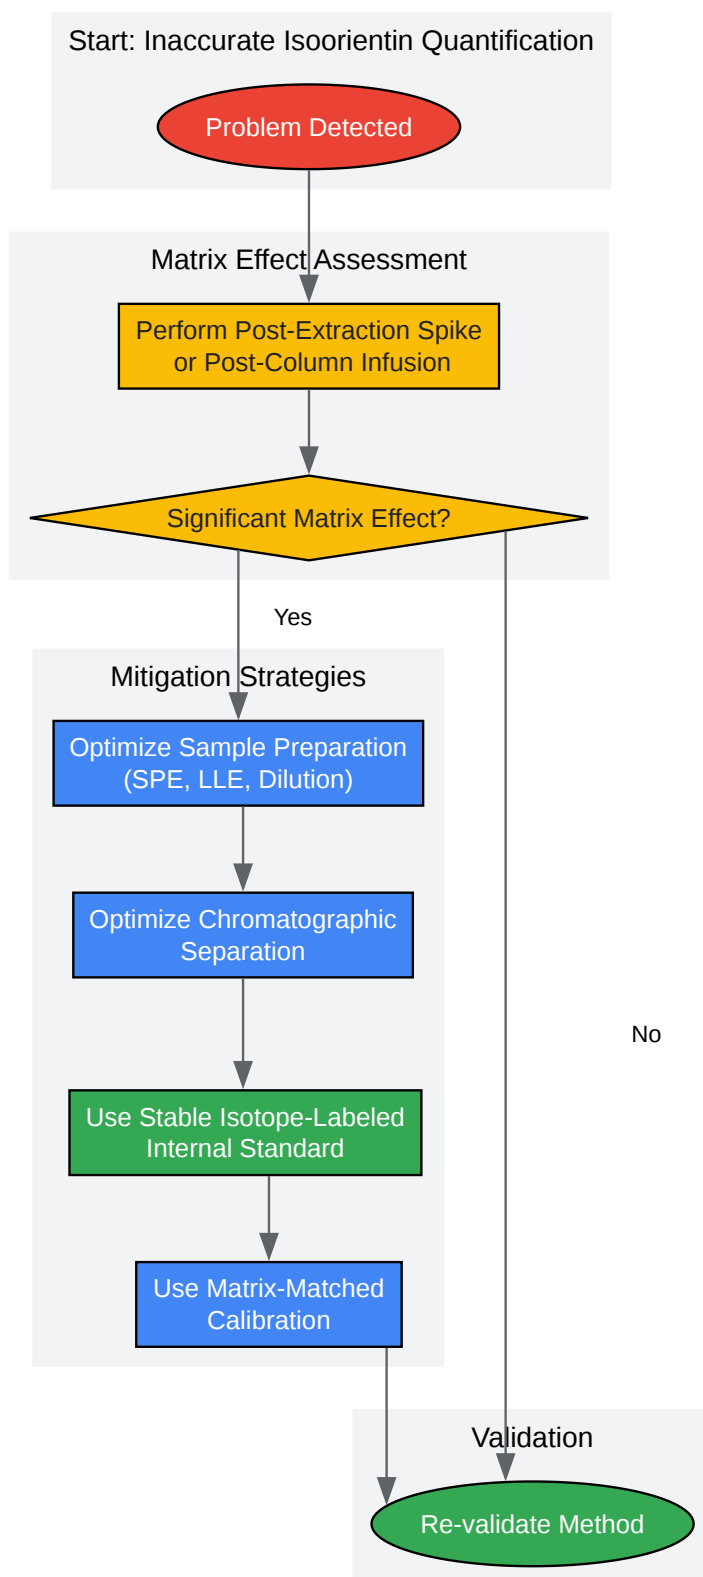 Start: Inaccurate Isoorientin Quantification
Problem Detected
Matrix Effect Assessment
Perform Post-Extraction Spike
or Post-Column Infusion
Significant Matrix Effect?
Yes
Mitigation Strategies
Optimize Sample Preparation
(SPE, LLE, Dilution)
Optimize Chromatographic
Separation
No
Use Stable Isotope-Labeled
Internal Standard
Use Matrix-Matched
Calibration
Validation
Re-validate Method